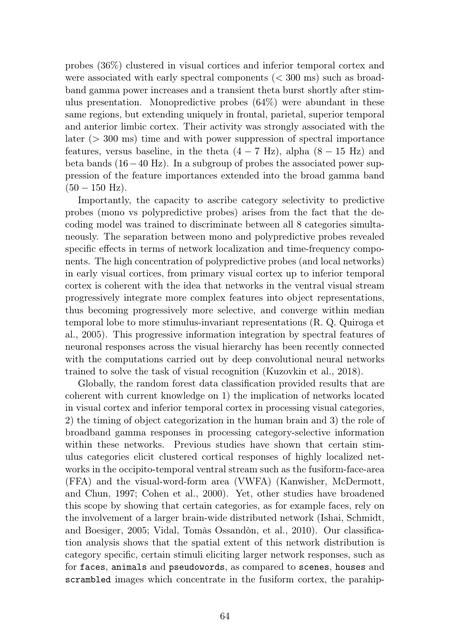 probes (36%) clustered in visual cortices and inferior temporal cortex and
were associated with early spectral components (< 300 ms) such as broad-
band gamma power increases and a transient theta burst shortly after stim-
ulus presentation. Monopredictive probes (64%) were abundant in these
same regions, but extending uniquely in frontal, parietal, superior temporal
and anterior limbic cortex. Their activity was strongly associated with the
later (> 300 ms) time and with power suppression of spectral importance
features, versus baseline, in the theta (4 − 7 Hz), alpha (8 − 15 Hz) and
beta bands (16 − 40 Hz). In a subgroup of probes the associated power sup-
pression of the feature importances extended into the broad gamma band
(50 − 150 Hz).
Importantly, the capacity to ascribe category selectivity to predictive
probes (mono vs polypredictive probes) arises from the fact that the de-
coding model was trained to discriminate between all 8 categories simulta-
neously. The separation between mono and polypredictive probes revealed
specific effects in terms of network localization and time-frequency compo-
nents. The high concentration of polypredictive probes (and local networks)
in early visual cortices, from primary visual cortex up to inferior temporal
cortex is coherent with the idea that networks in the ventral visual stream
progressively integrate more complex features into object representations,
thus becoming progressively more selective, and converge within median
temporal lobe to more stimulus-invariant representations (R. Q. Quiroga et
al., 2005). This progressive information integration by spectral features of
neuronal responses across the visual hierarchy has been recently connected
with the computations carried out by deep convolutional neural networks
trained to solve the task of visual recognition (Kuzovkin et al., 2018).
Globally, the random forest data classification provided results that are
coherent with current knowledge on 1) the implication of networks located
in visual cortex and inferior temporal cortex in processing visual categories,
2) the timing of object categorization in the human brain and 3) the role of
broadband gamma responses in processing category-selective information
within these networks. Previous studies have shown that certain stim-
ulus categories elicit clustered cortical responses of highly localized net-
works in the occipito-temporal ventral stream such as the fusiform-face-area
(FFA) and the visual-word-form area (VWFA) (Kanwisher, McDermott,
and Chun, 1997; Cohen et al., 2000). Yet, other studies have broadened
this scope by showing that certain categories, as for example faces, rely on
the involvement of a larger brain-wide distributed network (Ishai, Schmidt,
and Boesiger, 2005; Vidal, Tomàs Ossandòn, et al., 2010). Our classifica-
tion analysis shows that the spatial extent of this network distribution is
category specific, certain stimuli eliciting larger network responses, such as
for faces, animals and pseudowords, as compared to scenes, houses and
scrambled images which concentrate in the fusiform cortex, the parahip-
64